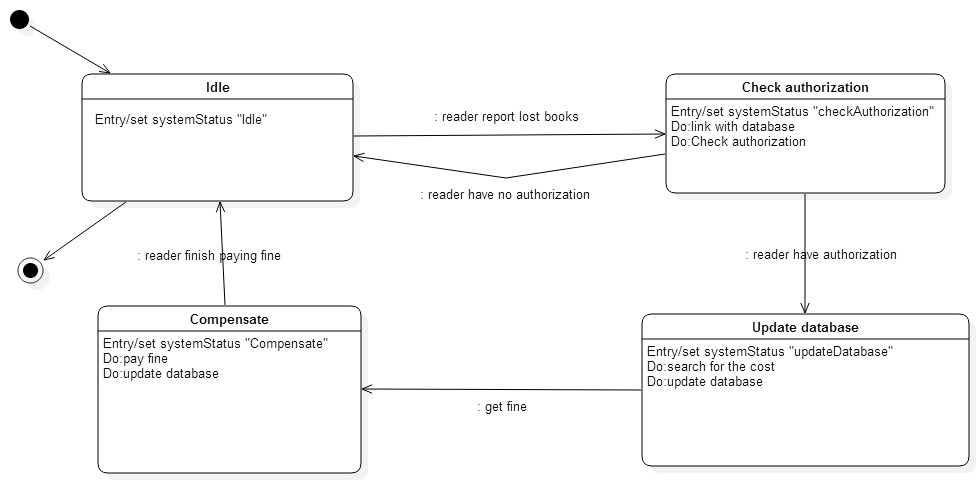 Idle
Entry/set systemStatus "Idle"
: reader report lost books
Check authorization
Entry/set systemStatus "checkAuthorization"
Do:link with database
Do:Check authorization
: reader have no authorization
: reader finish paying fine
: reader have authorization
Compensate
Entry/set systemStatus "Compensate"
Do:pay fine
Do:update database
: get fine
Update database
Entry/set systemStatus "updateDatabase"
Do:search for the cost
Do:update database